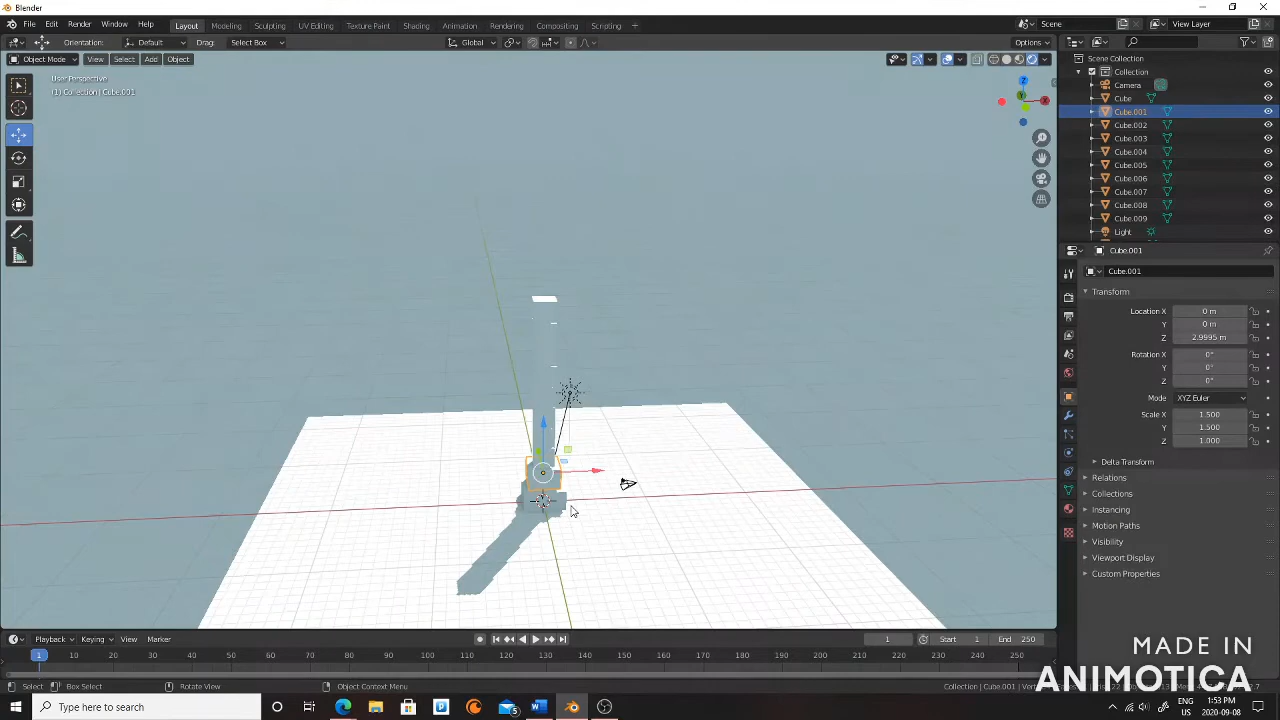 Blender
File Edit Render Window Help Layout Modeling Sculpting UV Editing Texture Paint Shading Animation Rendering Compositing Scripting + Scene View Layer
Orientation: Default Drag: Select Box Global Options
Object Mode View Select Add Object
User Perspective
(1) Collection | Cube.001
Z
Y
X
Scene Collection
Collection
Camera
Cube
Cube.001
Cube.002
Cube.003
Cube.004
Cube.005
Cube.006
Cube.007
Cube.008
Cube.009
Light
Cube.001
Cube.001
Transform
Location X 0 m
Y 0 m
Z 2.9995 m
Rotation X 0°
Y 0°
Z 0°
Mode XYZ Euler
Scale X 1.500
Y 1.500
Z 1.000
Delta Transform
Relations
Collections
Instancing
Motion Paths
Visibility
Viewport Display
Custom Properties
Playback Keying View Marker 1 Start 1 End 250
1 10 20 30 40 50 60 70 80 90 100 110 120 130 140 150 160 170 180 190 200 210 220 230 240 250
Select Box Select Rotate View Object Context Menu Collection | Cube.001
MADE IN
ANIMOTICA
Type here to search
5
ENG
US
1:53 PM
2020-09-08